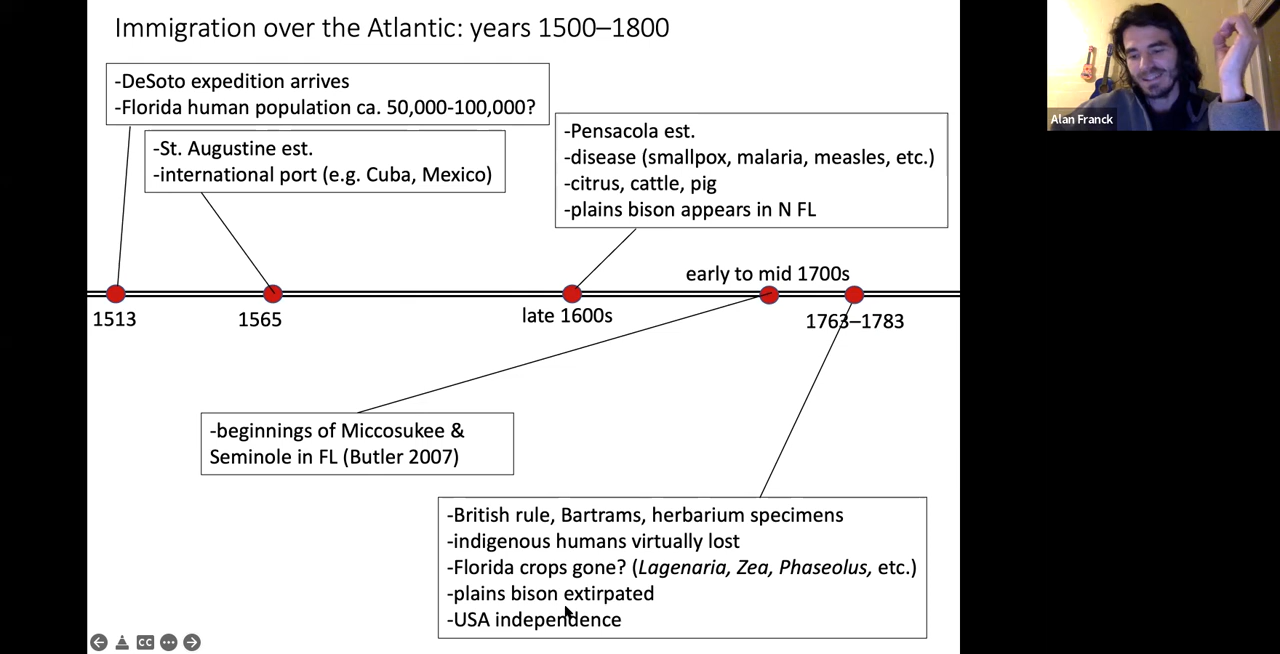 Immigration over the Atlantic: years 1500–1800
-DeSoto expedition arrives
-Florida human population ca. 50,000-100,000?
-St. Augustine est.
-international port (e.g. Cuba, Mexico)
-Pensacola est.
-disease (smallpox, malaria, measles, etc.)
-citrus, cattle, pig
-plains bison appears in N FL
early to mid 1700s
1513
1565
late 1600s
1763–1783
-beginnings of Miccosukee &
Seminole in FL (Butler 2007)
-British rule, Bartrams, herbarium specimens
-indigenous humans virtually lost
-Florida crops gone? (Lagenaria, Zea, Phaseolus, etc.)
-plains bison extirpated
-USA independence
CC
Alan Franck